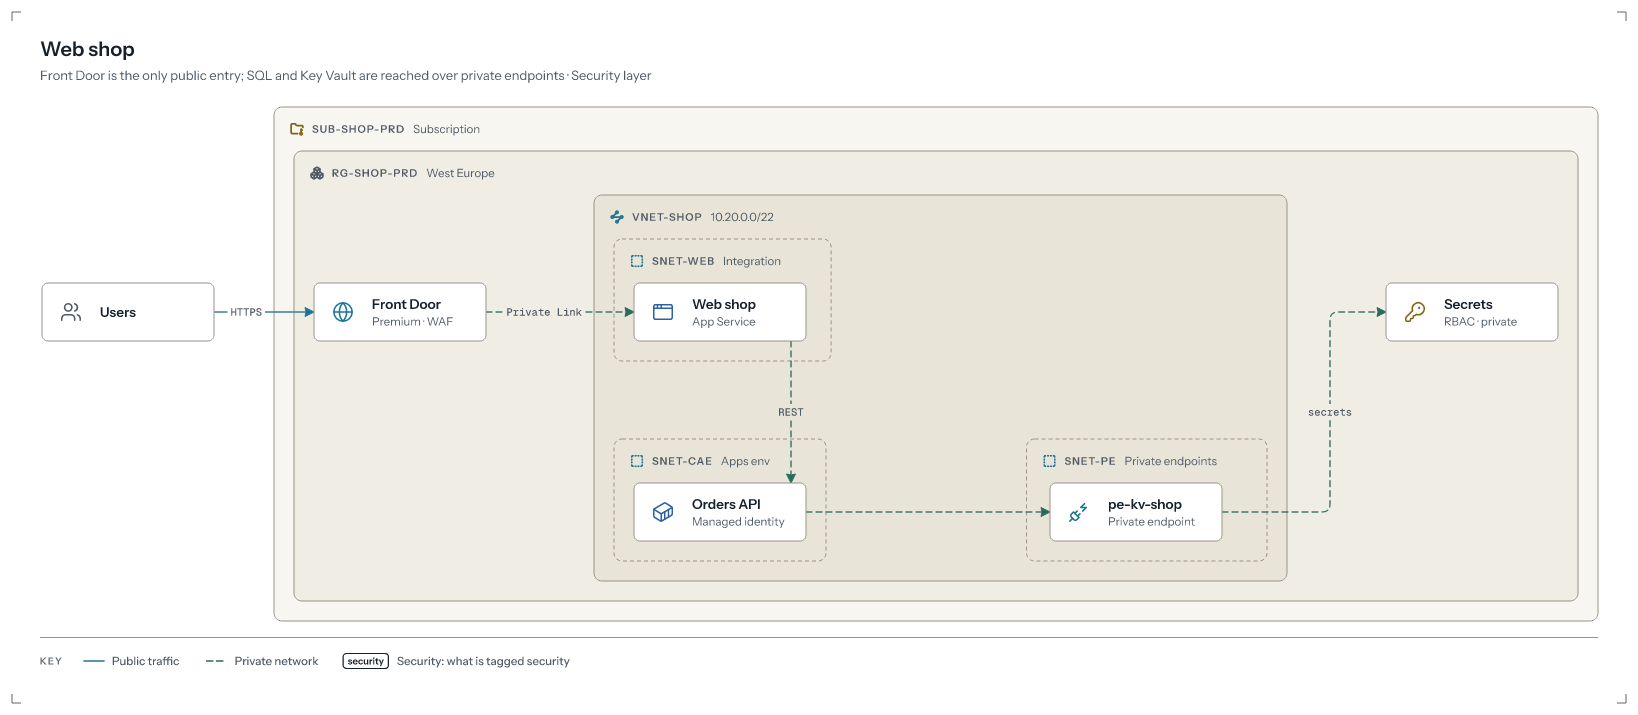 Web shop
Front Door is the only public entry; SQL and Key Vault are reached over private endpoints · Security layer
SUB-SHOP-PRD Subscription
RG-SHOP-PRD West Europe
VNET-SHOP 10.20.0.0/22
SNET-WEB Integration
Users
HTTPS
Front Door
Premium · WAF
Private Link
Web shop
App Service
Secrets
RBAC · private
REST
secrets
SNET-CAE Apps env
SNET-PE Private endpoints
Orders API
Managed identity
pe-kv-shop
Private endpoint
KEY Public traffic Private network security Security: what is tagged security